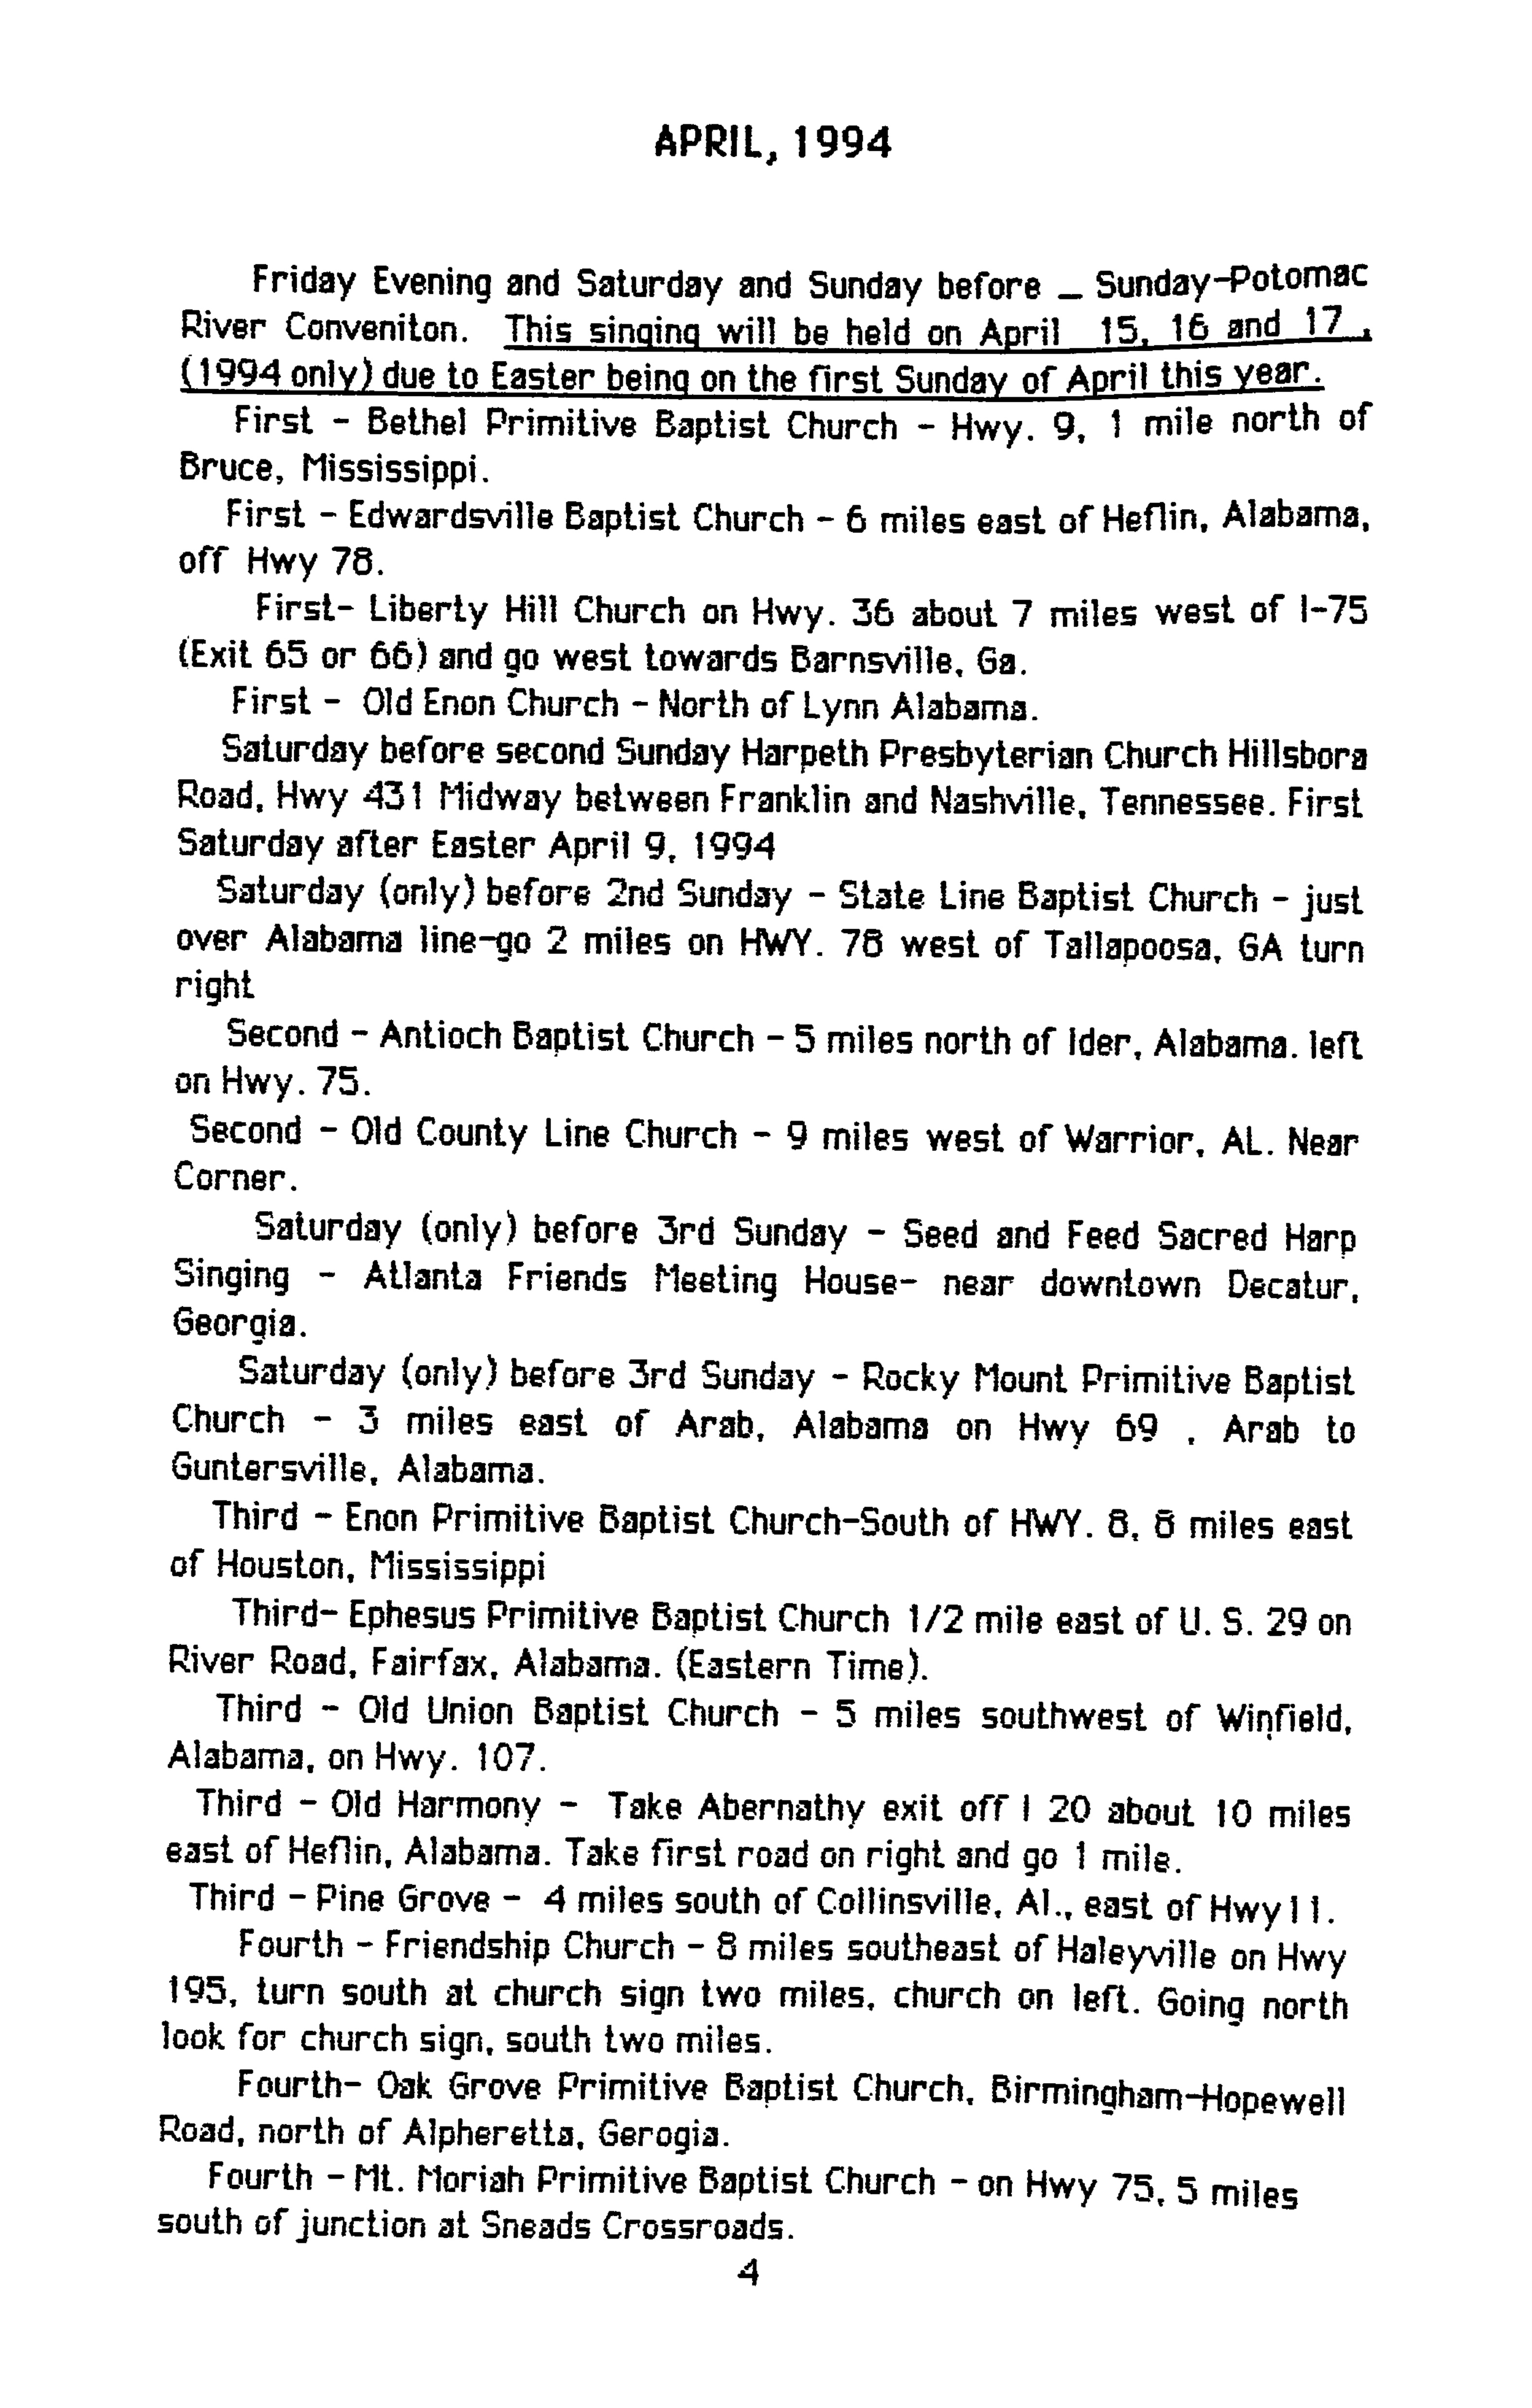 APRIL, 1994
Friday Evening and Saturday and Sunday before _ Sunday-Potomac
River Conveniton. This singing will be held on April 15, 16 and 17 ,
(1994 only) due to Easter being on the first Sunday of April this year.
First - Bethel Primitive Baptist Church - Hwy. 9, 1 mile north of
Bruce, Mississippi.
First - Edwardsville Baptist Church - 6 miles east of Heflin, Alabama,
off Hwy 78.
First- Liberty Hill Church on Hwy. 36 about 7 miles west of I-75
(Exit 65 or 66) and go west towards Barnsville, Ga.
First - Old Enon Church - North of Lynn Alabama.
Saturday before second Sunday Harpeth Presbyterian Church Hillsbora
Road, Hwy 431 Midway between Franklin and Nashville, Tennessee. First
Saturday after Easter April 9, 1994
Saturday (only) before 2nd Sunday - State Line Baptist Church - just
over Alabama line-go 2 miles on HWY. 78 west of Tallapoosa, GA turn
right
Second - Antioch Baptist Church - 5 miles north of Ider, Alabama. left
on Hwy. 75.
Second - Old County Line Church - 9 miles west of Warrior, AL. Near
Corner.
Saturday (only) before 3rd Sunday - Seed and Feed Sacred Harp
Singing - Atlanta Friends Meeting House- near downtown Decatur,
Georgia.
Saturday (only) before 3rd Sunday - Rocky Mount Primitive Baptist
Church - 3 miles east of Arab, Alabama on Hwy 69 , Arab to
Guntersville, Alabama.
Third - Enon Primitive Baptist Church-South of HWY. 8, 8 miles east
of Houston, Mississippi
Third- Ephesus Primitive Baptist Church 1/2 mile east of U. S. 29 on
River Road, Fairfax, Alabama. (Eastern Time).
Third - Old Union Baptist Church - 5 miles southwest of Winfield,
Alabama, on Hwy. 107.
Third - Old Harmony - Take Abernathy exit off I 20 about 10 miles
east of Heflin, Alabama. Take first road on right and go 1 mile.
Third - Pine Grove - 4 miles south of Collinsville, Al., east of Hwy11.
Fourth - Friendship Church - 8 miles southeast of Haleyville on Hwy
195, turn south at church sign two miles, church on left. Going north
look for church sign, south two miles.
Fourth- Oak Grove Primitive Baptist Church, Birmingham-Hopewell
Road, north of Alpheretta, Gerogia.
Fourth - Mt. Moriah Primitive Baptist Church - on Hwy 75, 5 miles
south of junction at Sneads Crossroads.
4